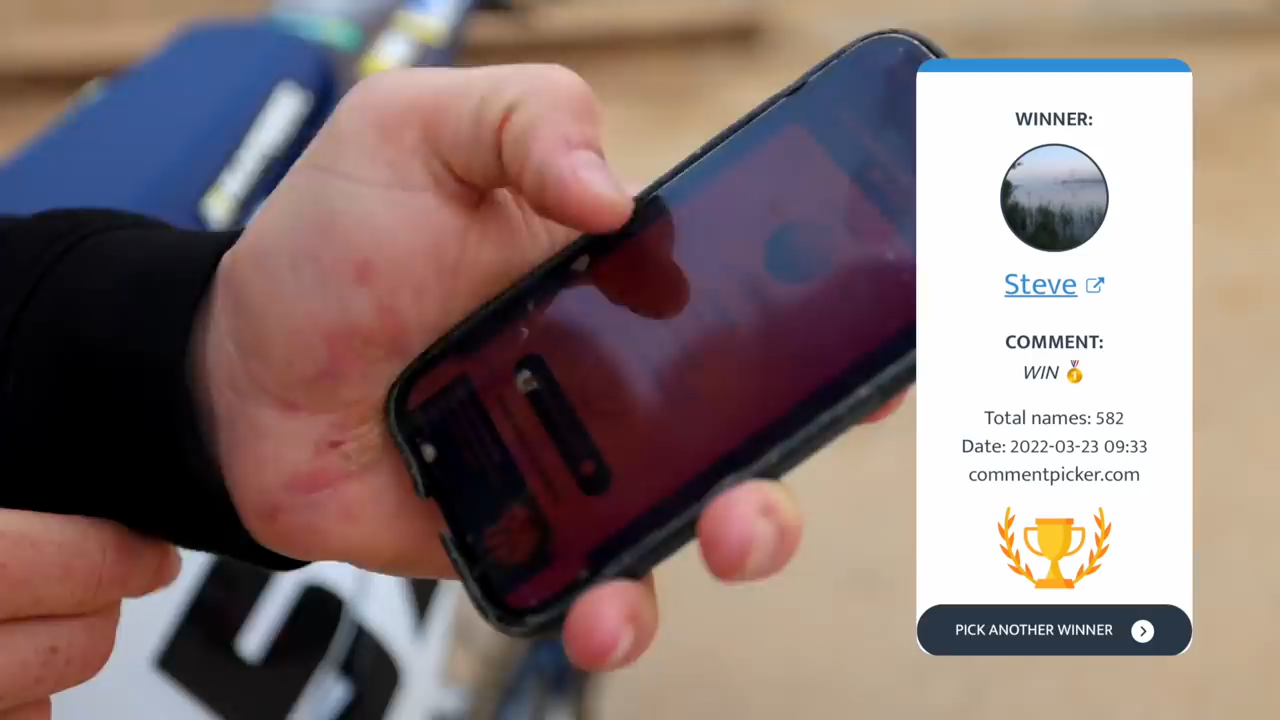 WINNER:
Steve
COMMENT:
WIN 🥇
Total names: 582
Date: 2022-03-23 09:33
commentpicker.com
PICK ANOTHER WINNER